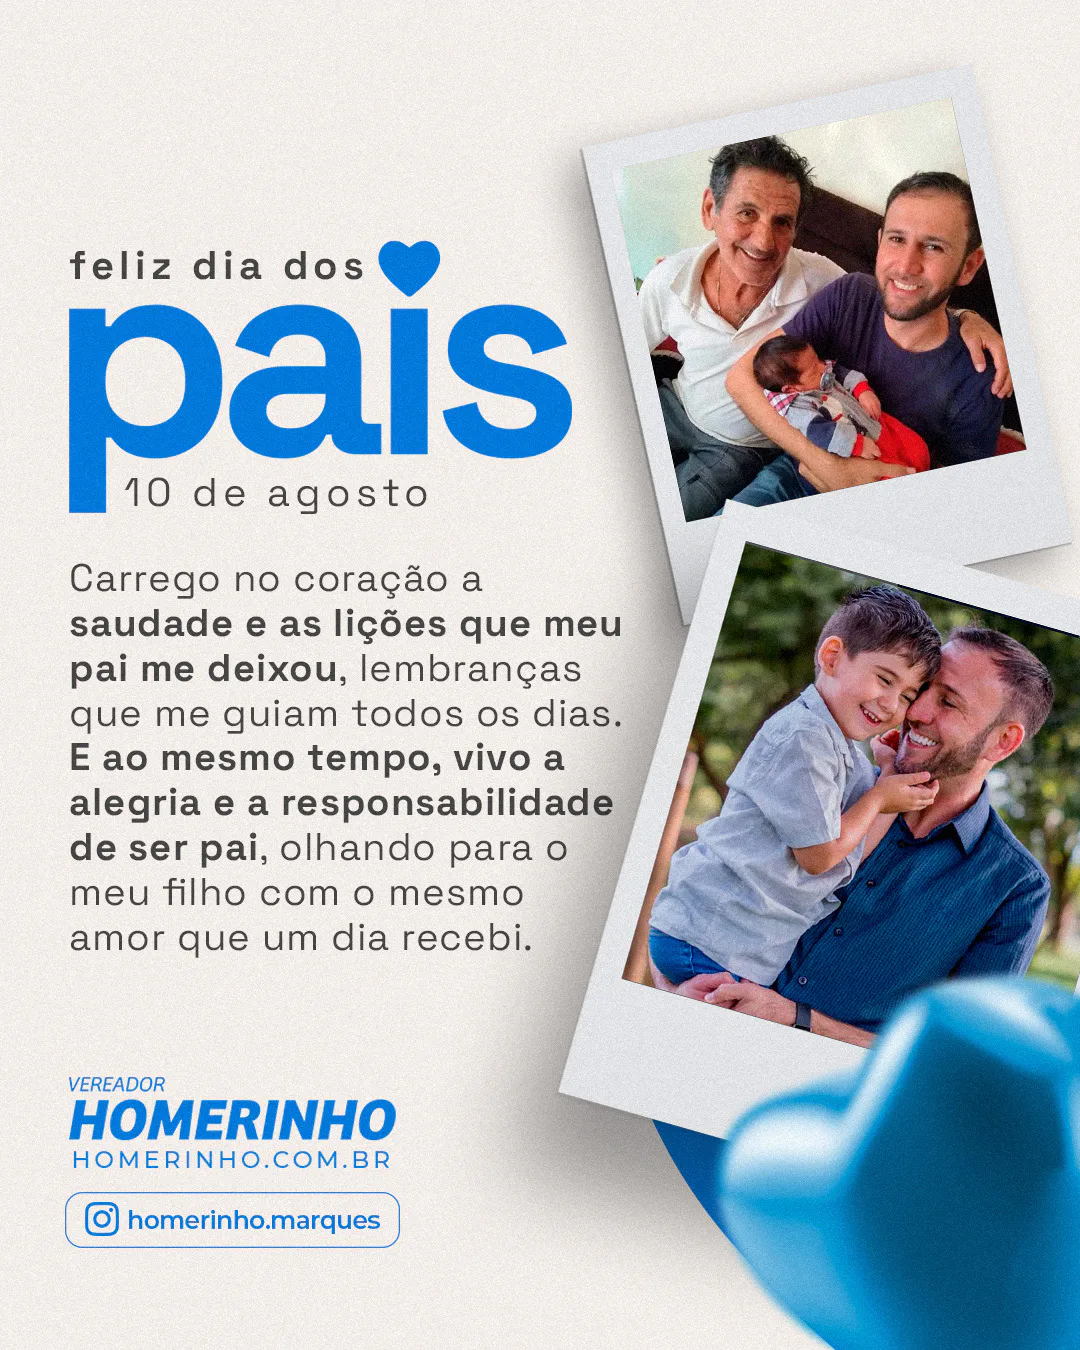 feliz dia dos
pais
10 de agosto
Carrego no coração a
saudade e as lições que meu
pai me deixou, lembranças
que me guiam todos os dias.
E ao mesmo tempo, vivo a
alegria e a responsabilidade
de ser pai, olhando para o
meu filho com o mesmo
amor que um dia recebi.
VEREADOR
HOMERINHO
HOMERINHO.COM.BR
homerinho.marques